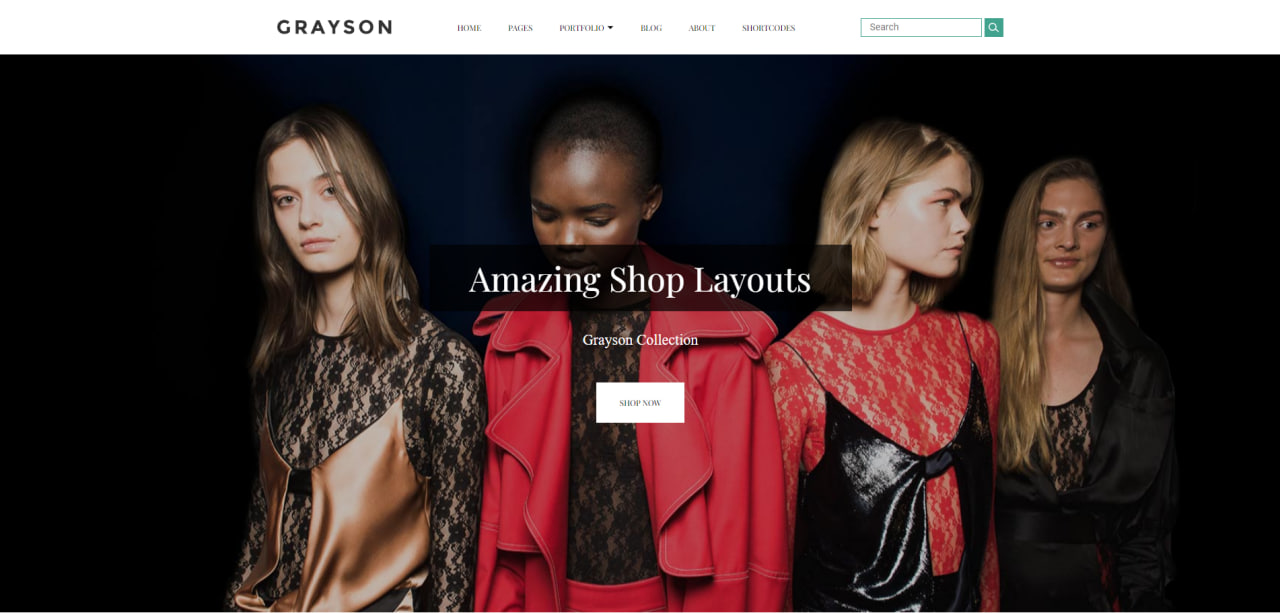 GRAYSON HOME PAGES PORTFOLIO BLOG ABOUT SHORTCODES Search
Amazing Shop Layouts
Grayson Collection
SHOP NOW